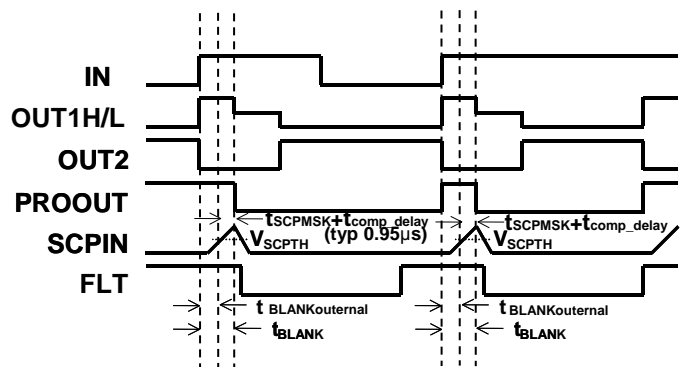 IN
OUT1H/L
OUT2
PROOUT
tSCPMSK+tcomp_delay
(typ 0.95µs)
tSCPMSK+tcomp_delay
SCPIN
VSCPTH
VSCPTH
FLT
t BLANKouternal
t BLANKouternal
tBLANK
tBLANK